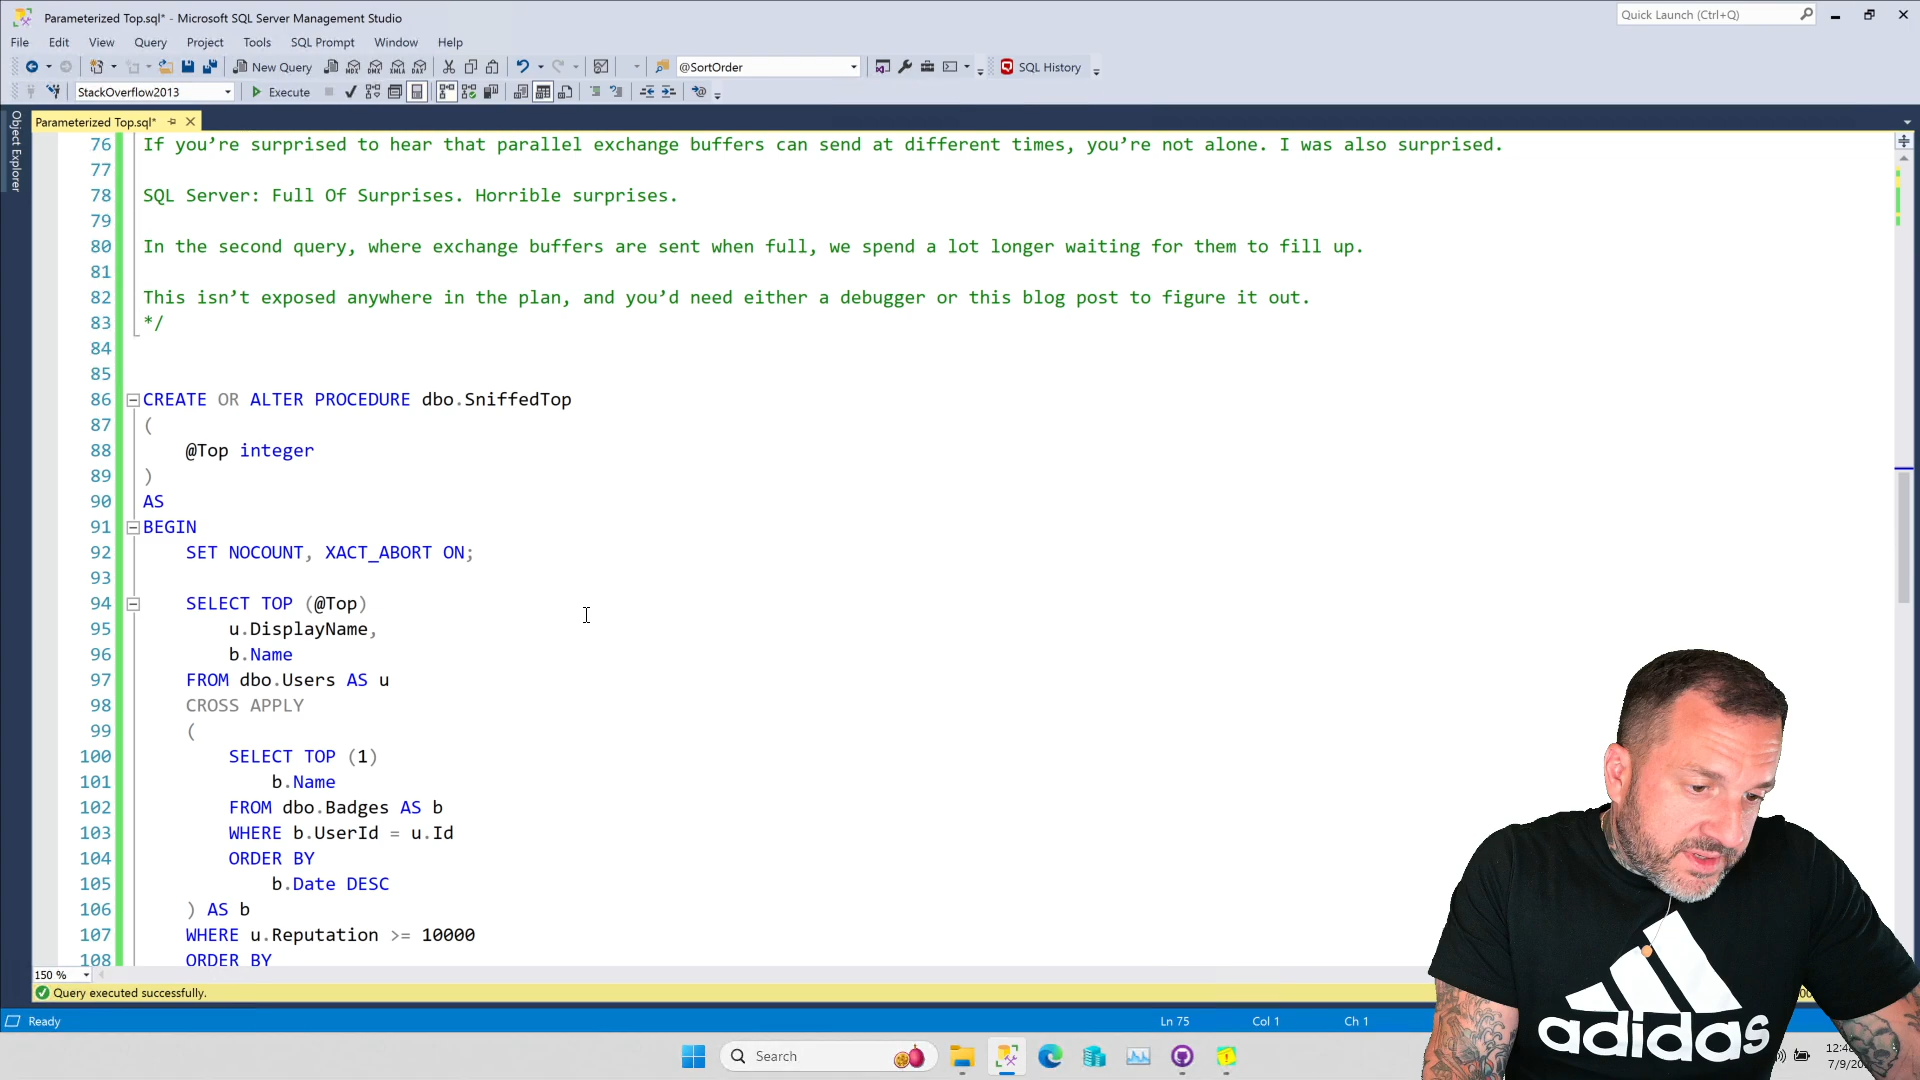 Parameterized Top.sql* - Microsoft SQL Server Management Studio
Quick Launch (Ctrl+Q)
File Edit View Query Project Tools SQL Prompt Window Help
New Query @SortOrder SQL History
StackOverflow2013 Execute
Object Explorer
Parameterized Top.sql*
76 If you’re surprised to hear that parallel exchange buffers can send at different times, you’re not alone. I was also surprised.
77
78 SQL Server: Full Of Surprises. Horrible surprises.
79
80 In the second query, where exchange buffers are sent when full, we spend a lot longer waiting for them to fill up.
81
82 This isn’t exposed anywhere in the plan, and you’d need either a debugger or this blog post to figure it out.
83 */
84
85
86 CREATE OR ALTER PROCEDURE dbo.SniffedTop
87 (
88 @Top integer
89 )
90 AS
91 BEGIN
92 SET NOCOUNT, XACT_ABORT ON;
93
94 SELECT TOP (@Top)
95 u.DisplayName,
96 b.Name
97 FROM dbo.Users AS u
98 CROSS APPLY
99 (
100 SELECT TOP (1)
101 b.Name
102 FROM dbo.Badges AS b
103 WHERE b.UserId = u.Id
104 ORDER BY
105 b.Date DESC
106 ) AS b
107 WHERE u.Reputation >= 10000
108 ORDER BY
150 %
Query executed successfully.
Ready Ln 75 Col 1 Ch 1
adidas
Search